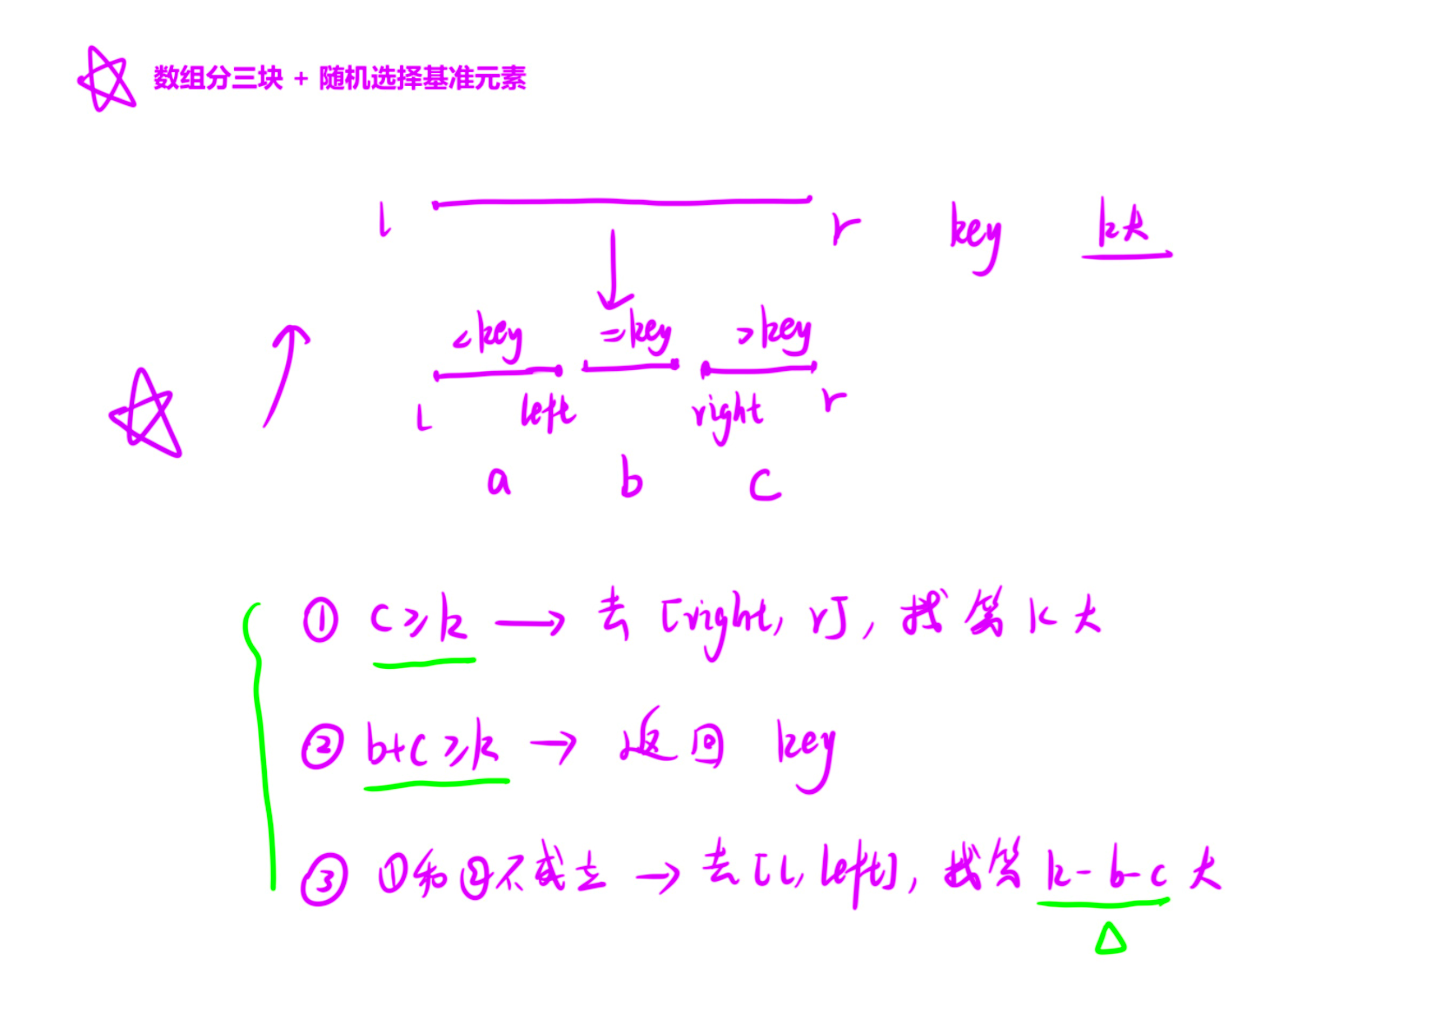 数组分三块 + 随机选择基准元素
l r key k大
<key =key >key
l left right r
a b c
① c≥k → 去 [right, r], 找第 k 大
② b+c≥k → 返回 key
③ ①和②不成立 → 去 [l, left], 找第 k-b-c 大